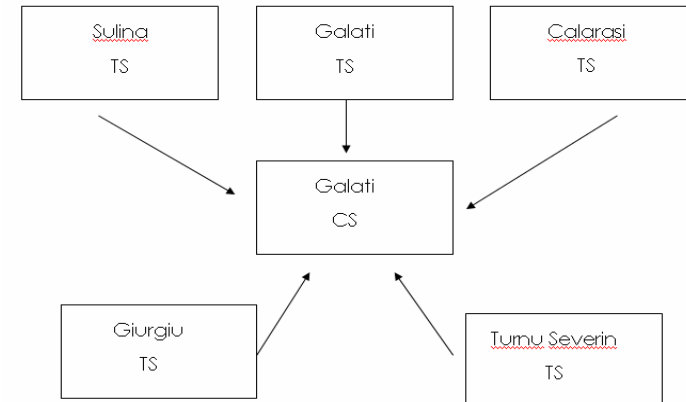 Sulina
TS
Galati
TS
Calarasi
TS
Galati
CS
Giurgiu
TS
Turnu Severin
TS